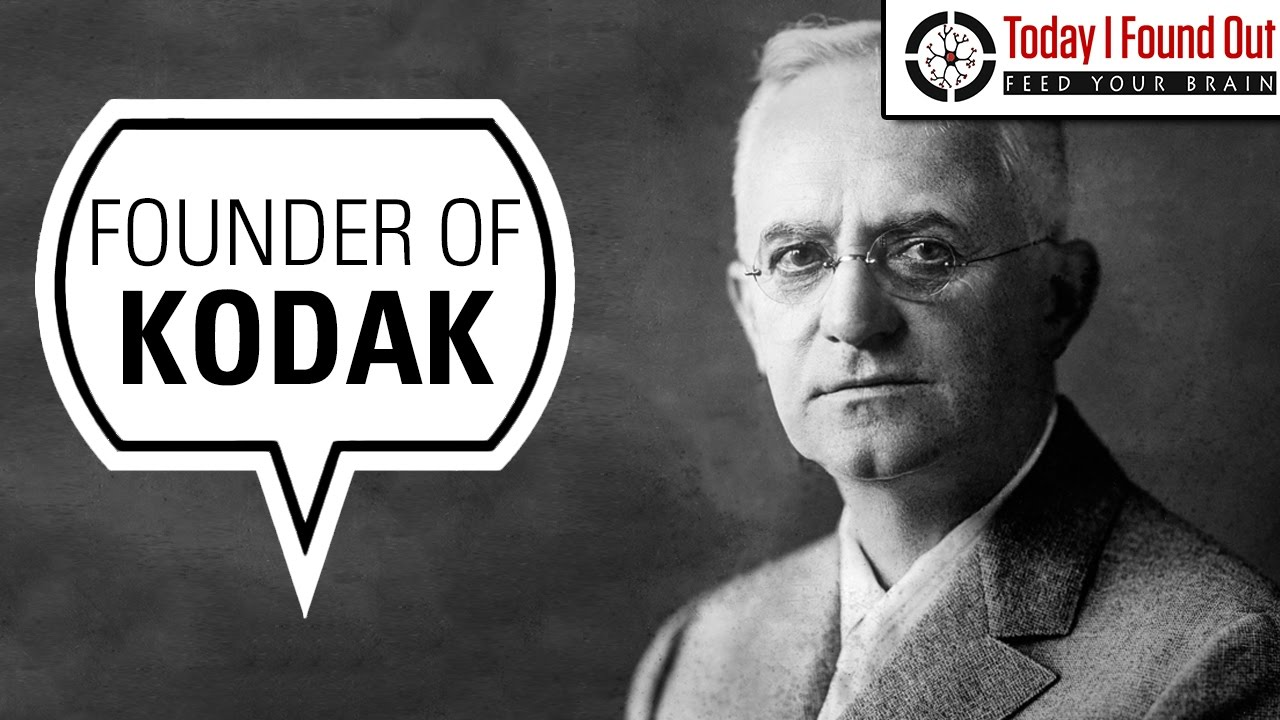 FOUNDER OF
KODAK
Today I Found Out
FEED YOUR BRAIN